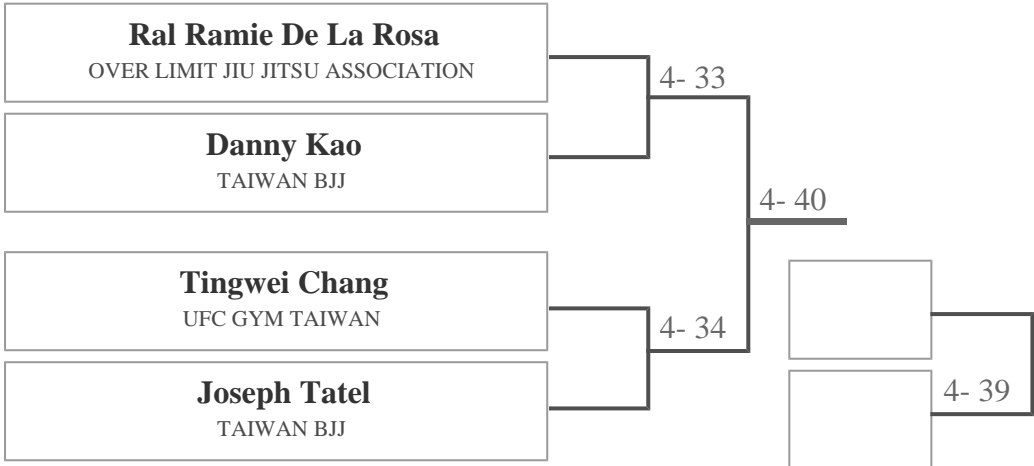 Ral Ramie De La Rosa
OVER LIMIT JIU JITSU ASSOCIATION
4- 33
Danny Kao
TAIWAN BJJ
4- 40
Tingwei Chang
UFC GYM TAIWAN
4- 34
Joseph Tatel
TAIWAN BJJ
4- 39